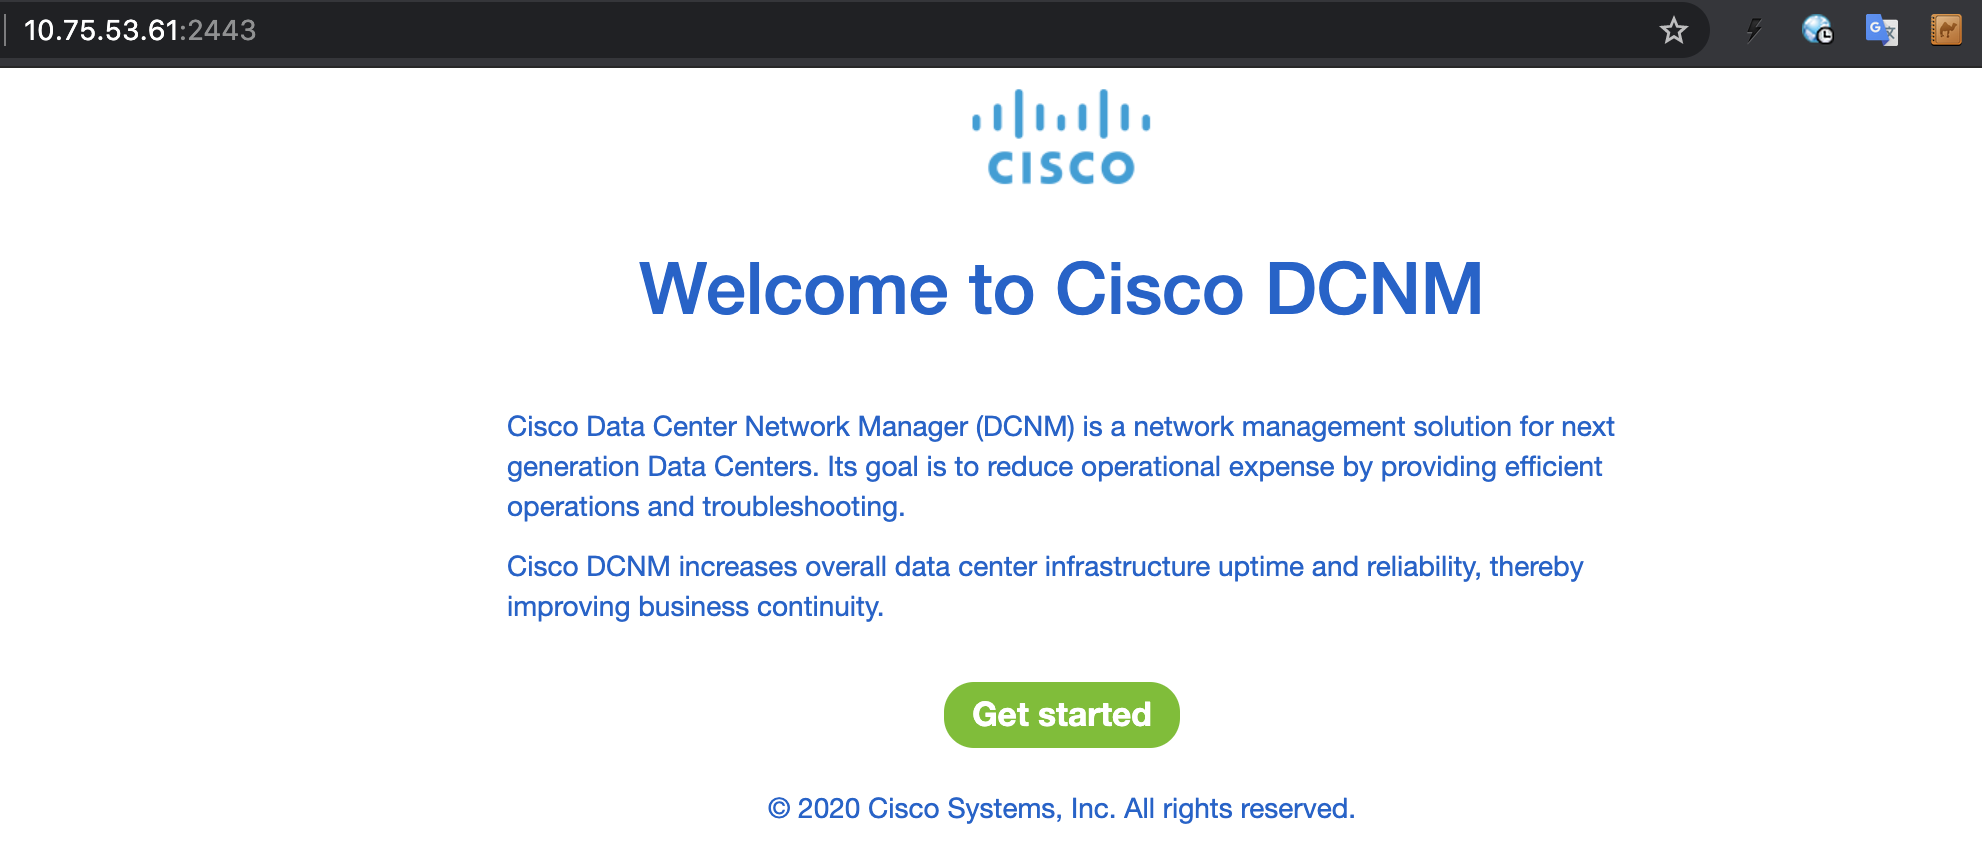 10.75.53.61:2443
CISCO
Welcome to Cisco DCNM
Cisco Data Center Network Manager (DCNM) is a network management solution for next
generation Data Centers. Its goal is to reduce operational expense by providing efficient
operations and troubleshooting.
Cisco DCNM increases overall data center infrastructure uptime and reliability, thereby
improving business continuity.
Get started
© 2020 Cisco Systems, Inc. All rights reserved.